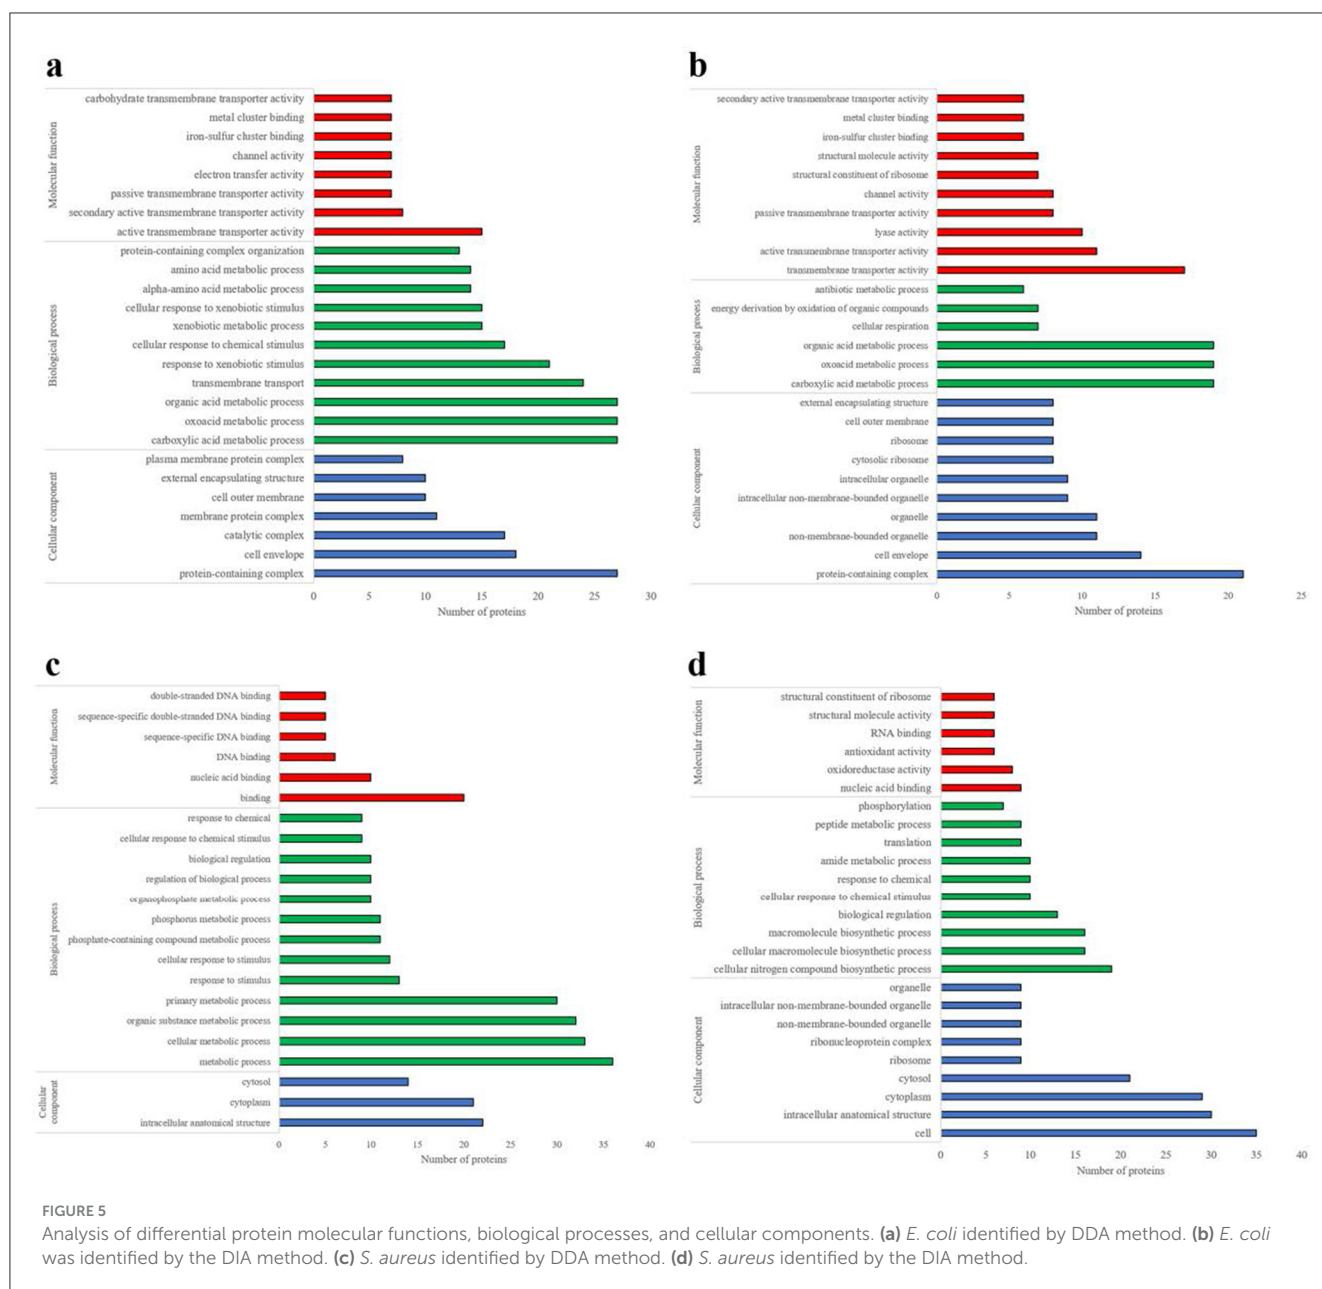 a
Molecular function
carbohydrate transmembrane transporter activity
metal cluster binding
iron-sulfur cluster binding
channel activity
electron transfer activity
passive transmembrane transporter activity
secondary active transmembrane transporter activity
active transmembrane transporter activity
Biological process
protein-containing complex organization
amino acid metabolic process
alpha-amino acid metabolic process
cellular response to xenobiotic stimulus
xenobiotic metabolic process
cellular response to chemical stimulus
response to xenobiotic stimulus
transmembrane transport
organic acid metabolic process
oxoacid metabolic process
carboxylic acid metabolic process
Cellular component
plasma membrane protein complex
external encapsulating structure
cell outer membrane
membrane protein complex
catalytic complex
cell envelope
protein-containing complex
0 5 10 15 20 25 30
Number of proteins
b
Molecular function
secondary active transmembrane transporter activity
metal cluster binding
iron-sulfur cluster binding
structural molecule activity
structural constituent of ribosome
channel activity
passive transmembrane transporter activity
lyase activity
active transmembrane transporter activity
transmembrane transporter activity
Biological process
antibiotic metabolic process
energy derivation by oxidation of organic compounds
cellular respiration
organic acid metabolic process
oxoacid metabolic process
carboxylic acid metabolic process
Cellular component
external encapsulating structure
cell outer membrane
ribosome
cytosolic ribosome
intracellular organelle
intracellular non-membrane-bounded organelle
organelle
non-membrane-bounded organelle
cell envelope
protein-containing complex
0 5 10 15 20 25
Number of proteins
c
Molecular function
double-stranded DNA binding
sequence-specific double-stranded DNA binding
sequence-specific DNA binding
DNA binding
nucleic acid binding
binding
Biological process
response to chemical
cellular response to chemical stimulus
biological regulation
regulation of biological process
organophosphate metabolic process
phosphorus metabolic process
phosphate-containing compound metabolic process
cellular response to stimulus
response to stimulus
primary metabolic process
organic substance metabolic process
cellular metabolic process
metabolic process
Cellular
component
cytosol
cytoplasm
intracellular anatomical structure
0 5 10 15 20 25 30 35 40
Number of proteins
d
Molecular function
structural constituent of ribosome
structural molecule activity
RNA binding
antioxidant activity
oxidoreductase activity
nucleic acid binding
Biological process
phosphorylation
peptide metabolic process
translation
amide metabolic process
response to chemical
cellular response to chemical stimulus
biological regulation
macromolecule biosynthetic process
cellular macromolecule biosynthetic process
cellular nitrogen compound biosynthetic process
Cellular component
organelle
intracellular non-membrane-bounded organelle
non-membrane-bounded organelle
ribonucleoprotein complex
ribosome
cytosol
cytoplasm
intracellular anatomical structure
cell
0 5 10 15 20 25 30 35 40
Number of proteins
FIGURE 5
Analysis of differential protein molecular functions, biological processes, and cellular components. (a) E. coli identified by DDA method. (b) E. coli
was identified by the DIA method. (c) S. aureus identified by DDA method. (d) S. aureus identified by the DIA method.